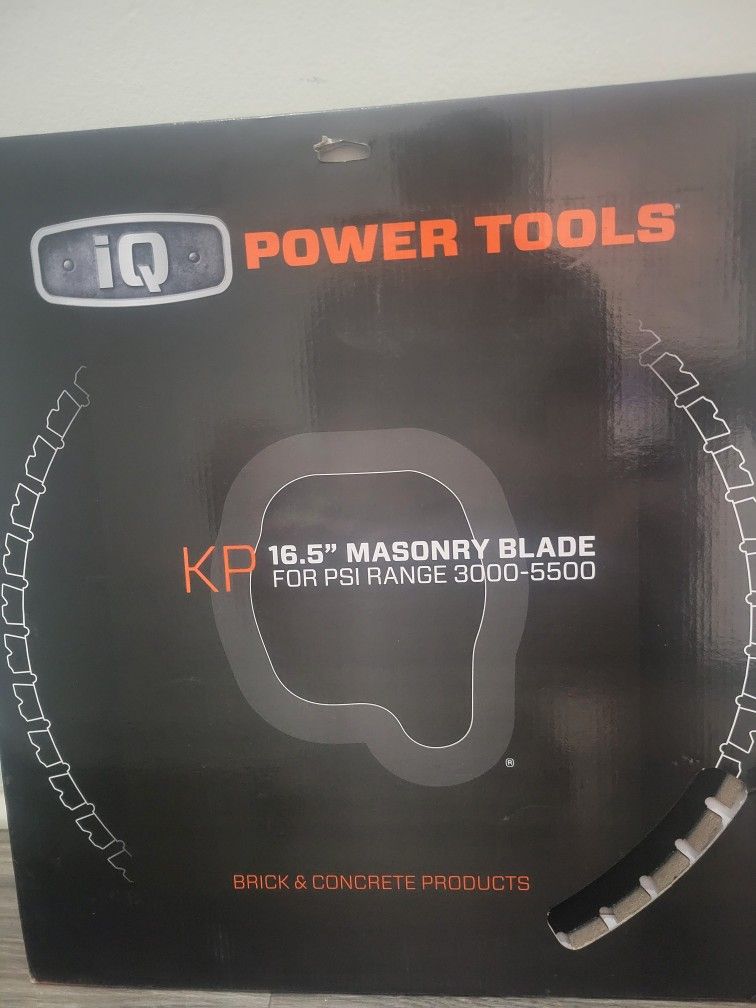 iQ POWER TOOLS
KP 16.5” MASONRY BLADE
FOR PSI RANGE 3000-5500
®
BRICK & CONCRETE PRODUCTS